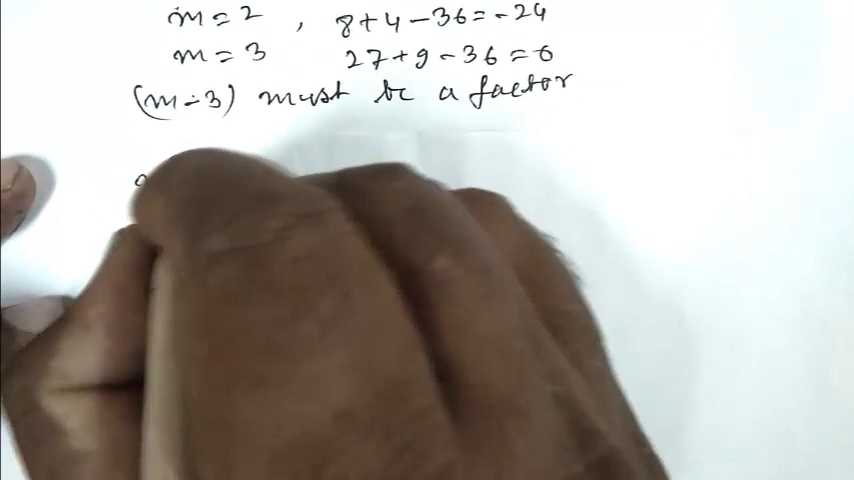 m = 2 , 8+4-36=-24
m = 3 27+9-36=0
(m-3) must be a factor